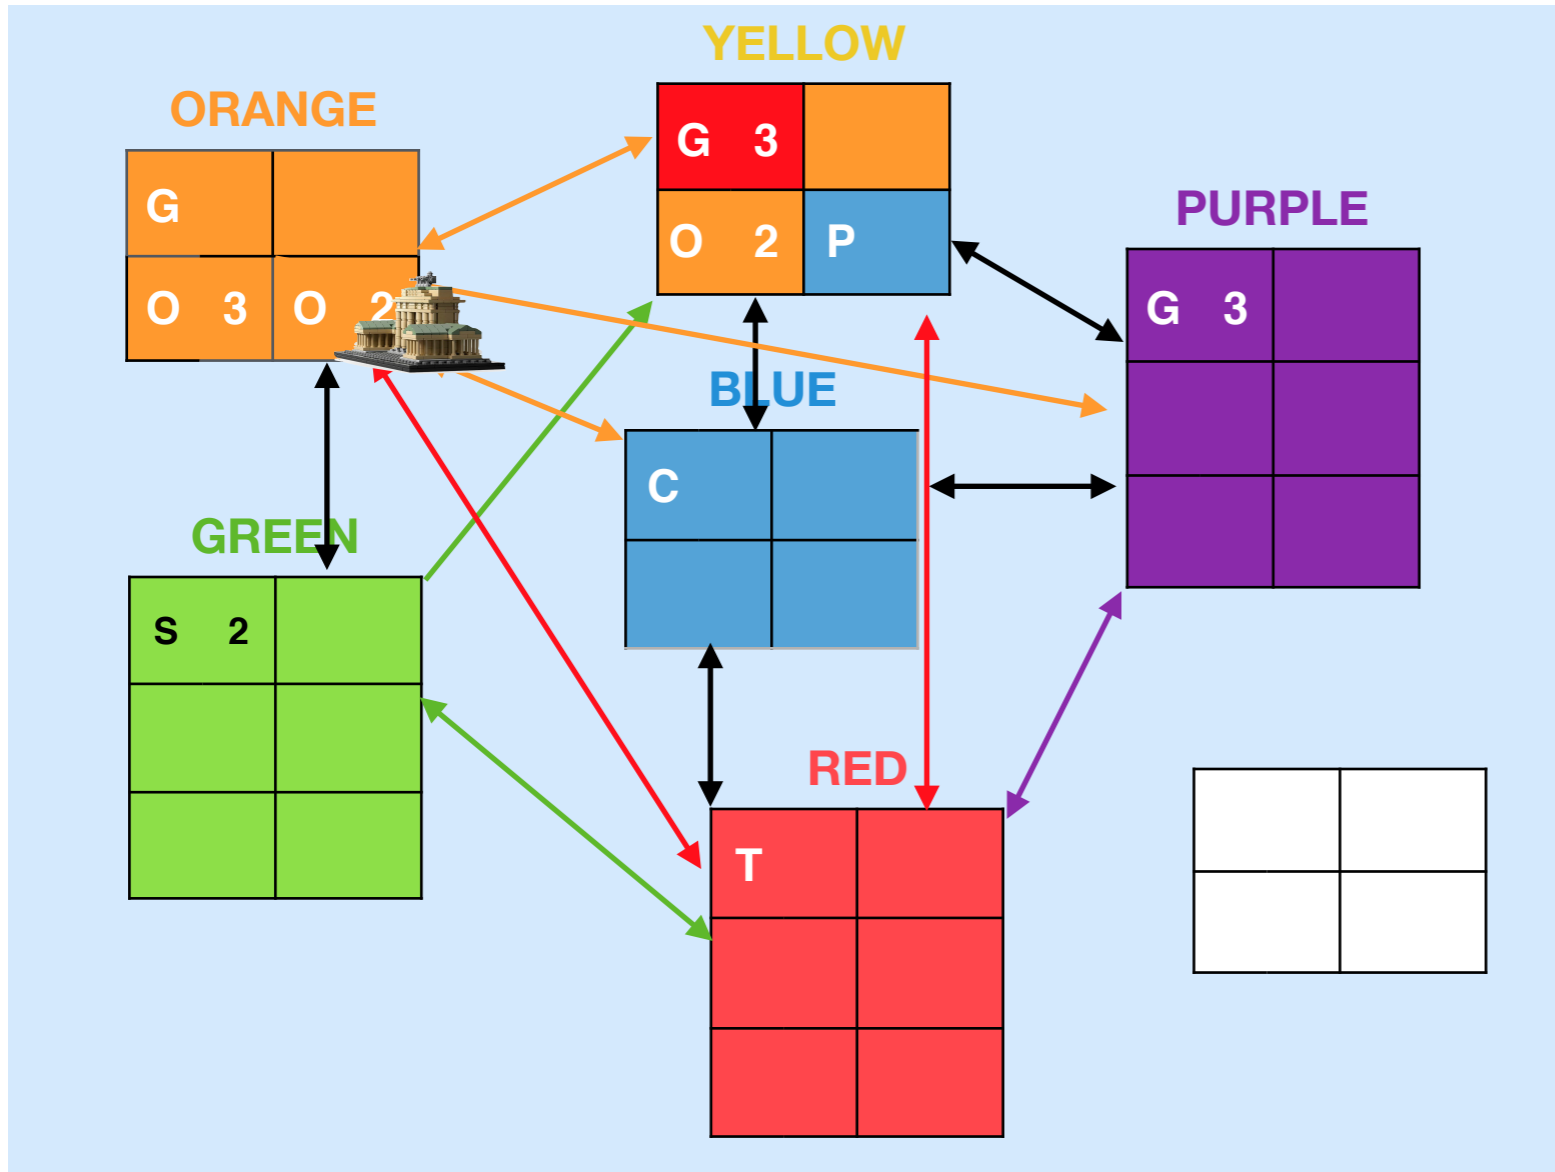 YELLOW
ORANGE
G 3
O 2 P
PURPLE
G
O 3 O 2
G 3
BLUE
C
GREEN
S 2
RED
T